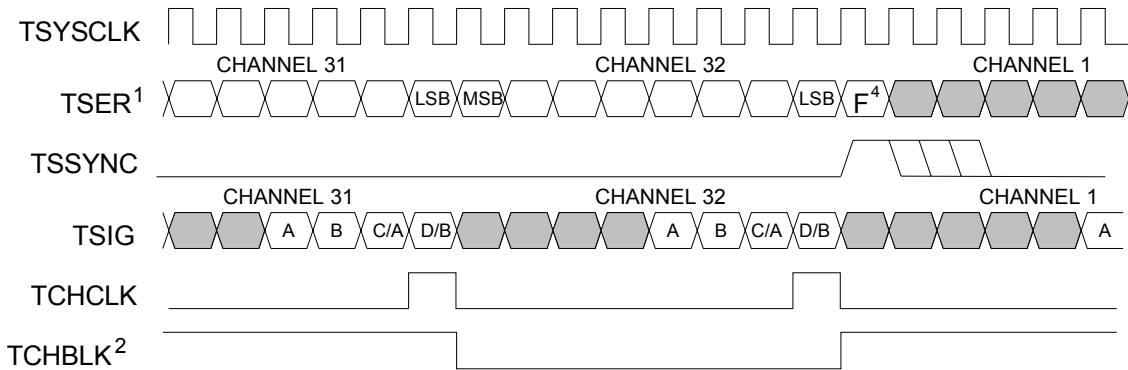 TSYSCLK
CHANNEL 31 CHANNEL 32 CHANNEL 1
TSER1 LSB MSB LSB F4
TSSYNC
CHANNEL 31 CHANNEL 32 CHANNEL 1
TSIG A B C/A D/B A B C/A D/B A
TCHCLK
TCHBLK2